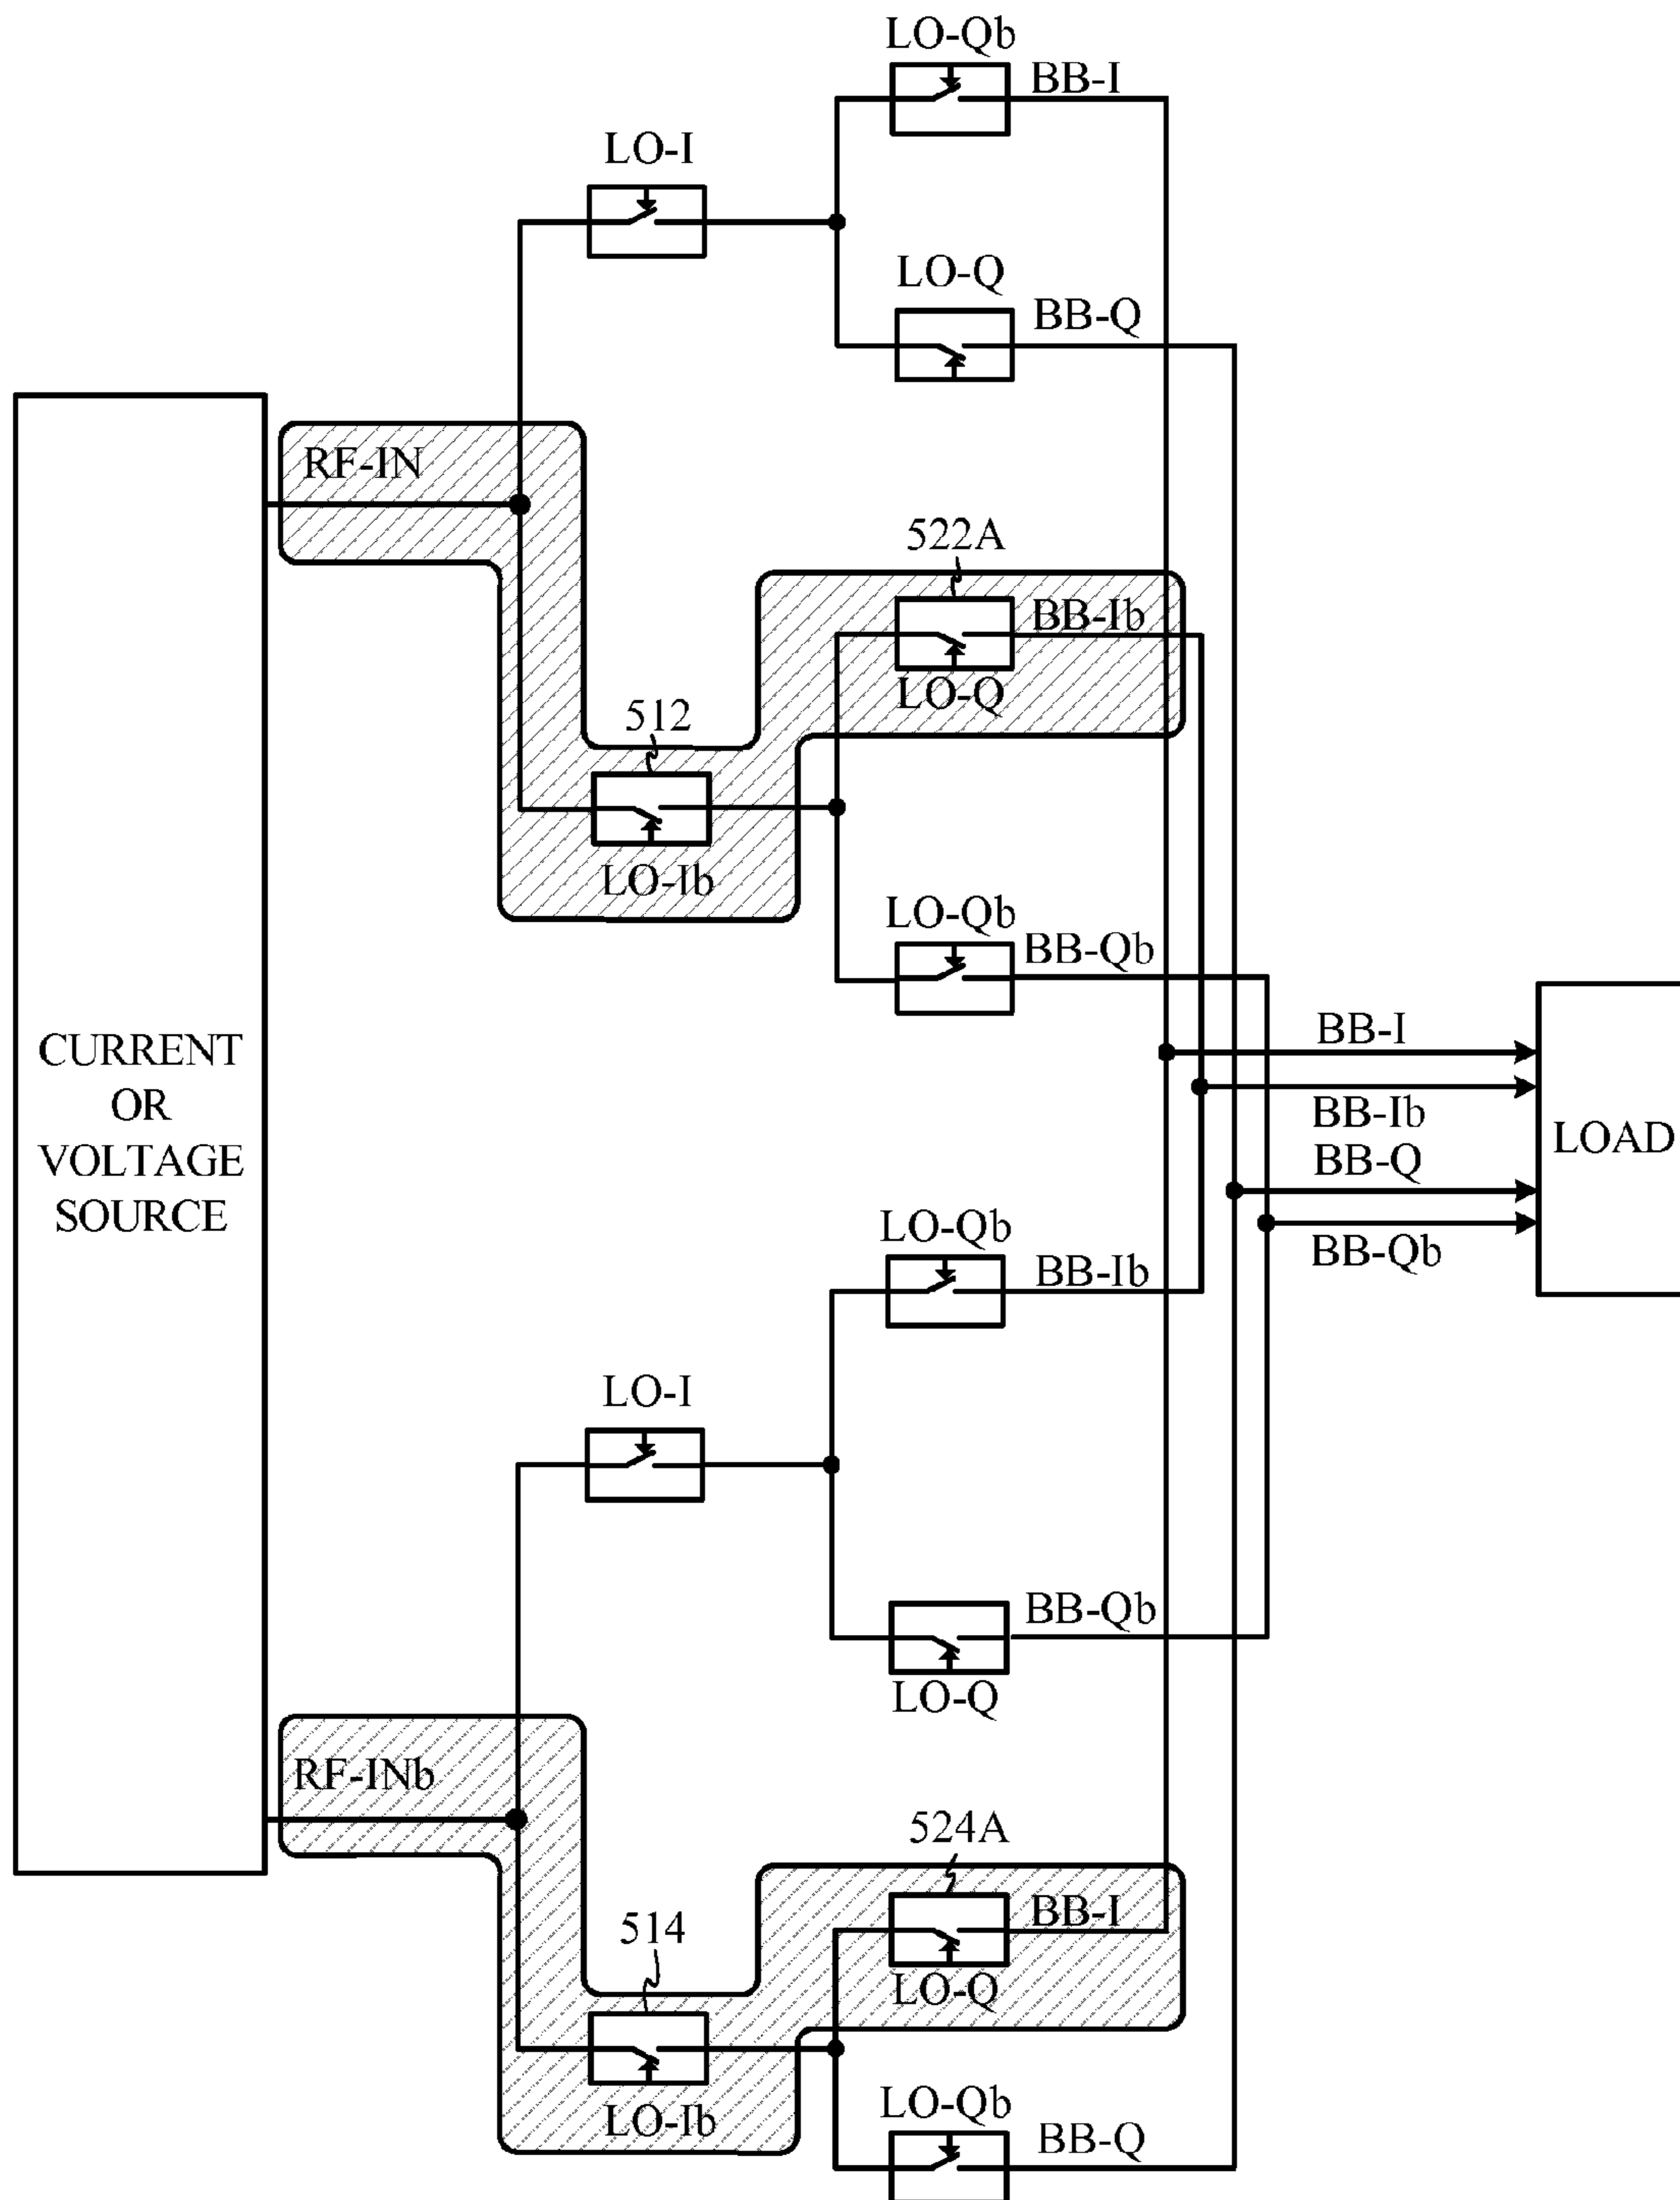 LO-Qb
BB-I
LO-I
LO-Q
BB-Q
RF-IN
522A
BB-Ib
LO-Q
512
LO-Ib
LO-Qb
BB-Qb
CURRENT
OR
VOLTAGE
SOURCE
BB-I
BB-Ib
BB-Q
BB-Qb
LOAD
LO-Qb
BB-Ib
LO-I
BB-Qb
LO-Q
RF-INb
524A
BB-I
LO-Q
514
LO-Ib
LO-Qb
BB-Q